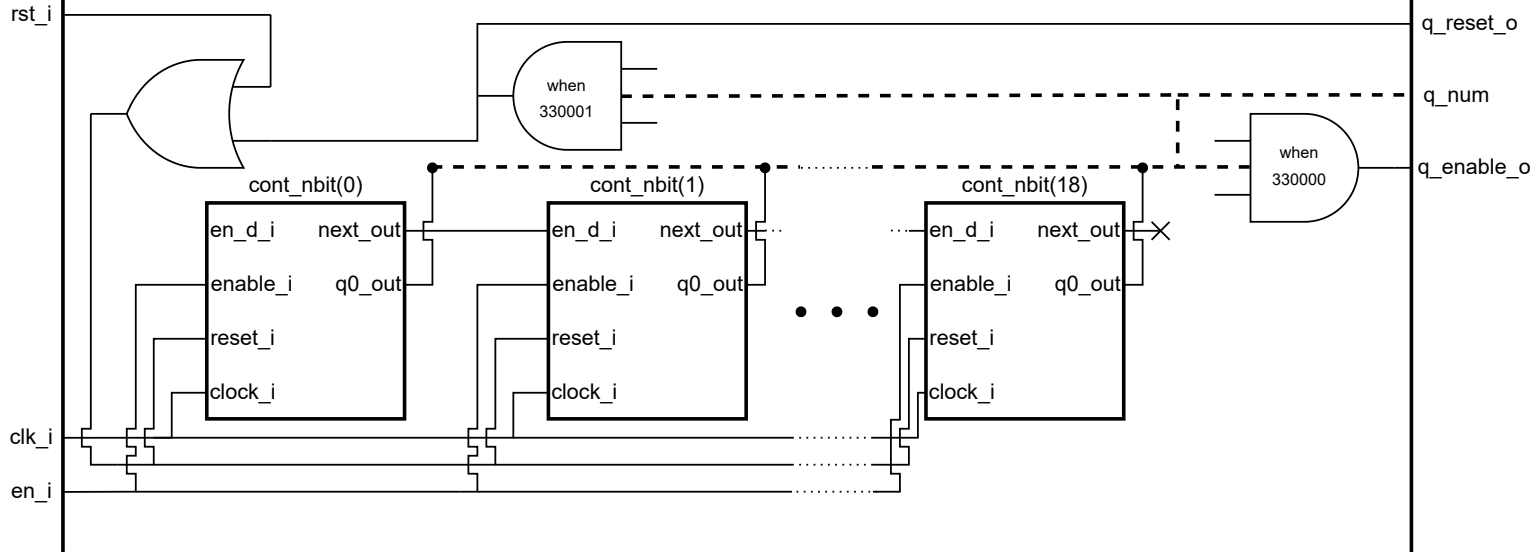 rst_i
q_reset_o
when
330001
q_num
when
330000
q_enable_o
cont_nbit(0)
cont_nbit(1)
cont_nbit(18)
en_d_i next_out
en_d_i next_out
en_d_i next_out
enable_i q0_out
enable_i q0_out
enable_i q0_out
reset_i
reset_i
reset_i
clock_i
clock_i
clock_i
clk_i
en_i